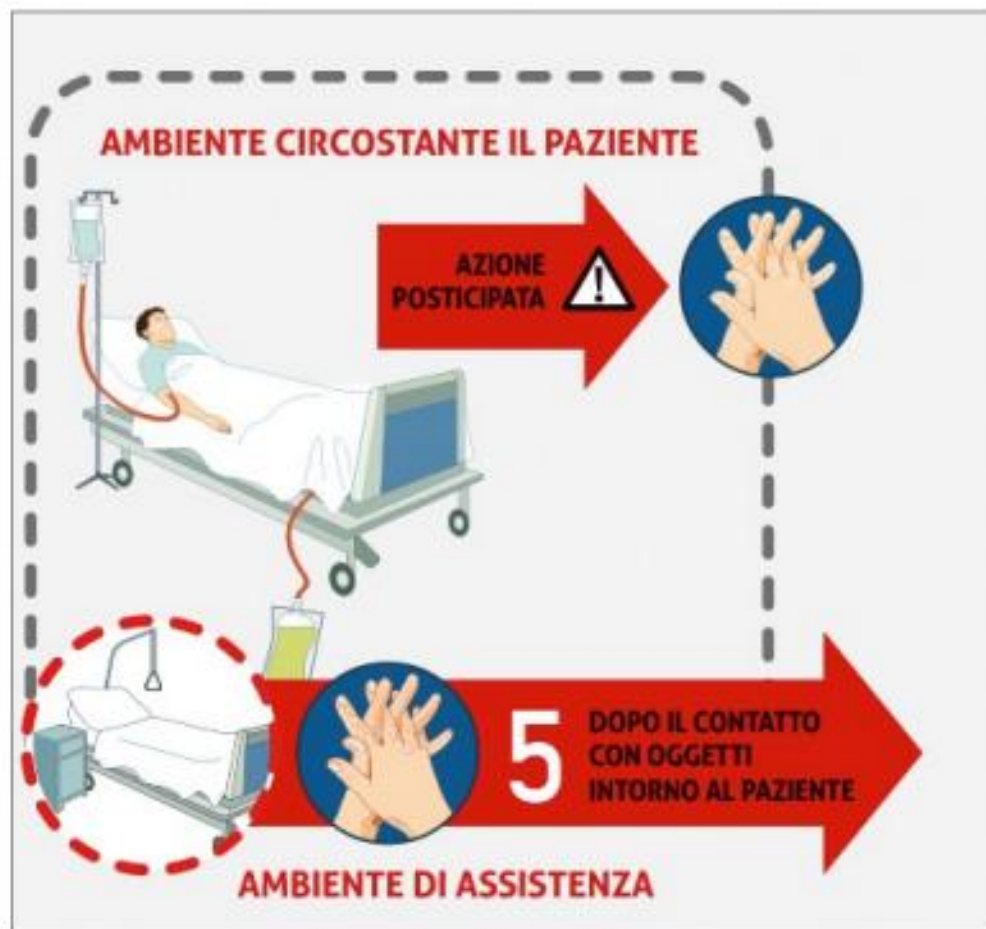 AMBIENTE CIRCOSTANTE IL PAZIENTE
AZIONE
POSTICIPATA
!
5
DOPO IL CONTATTO
CON OGGETTI
INTORNO AL PAZIENTE
AMBIENTE DI ASSISTENZA